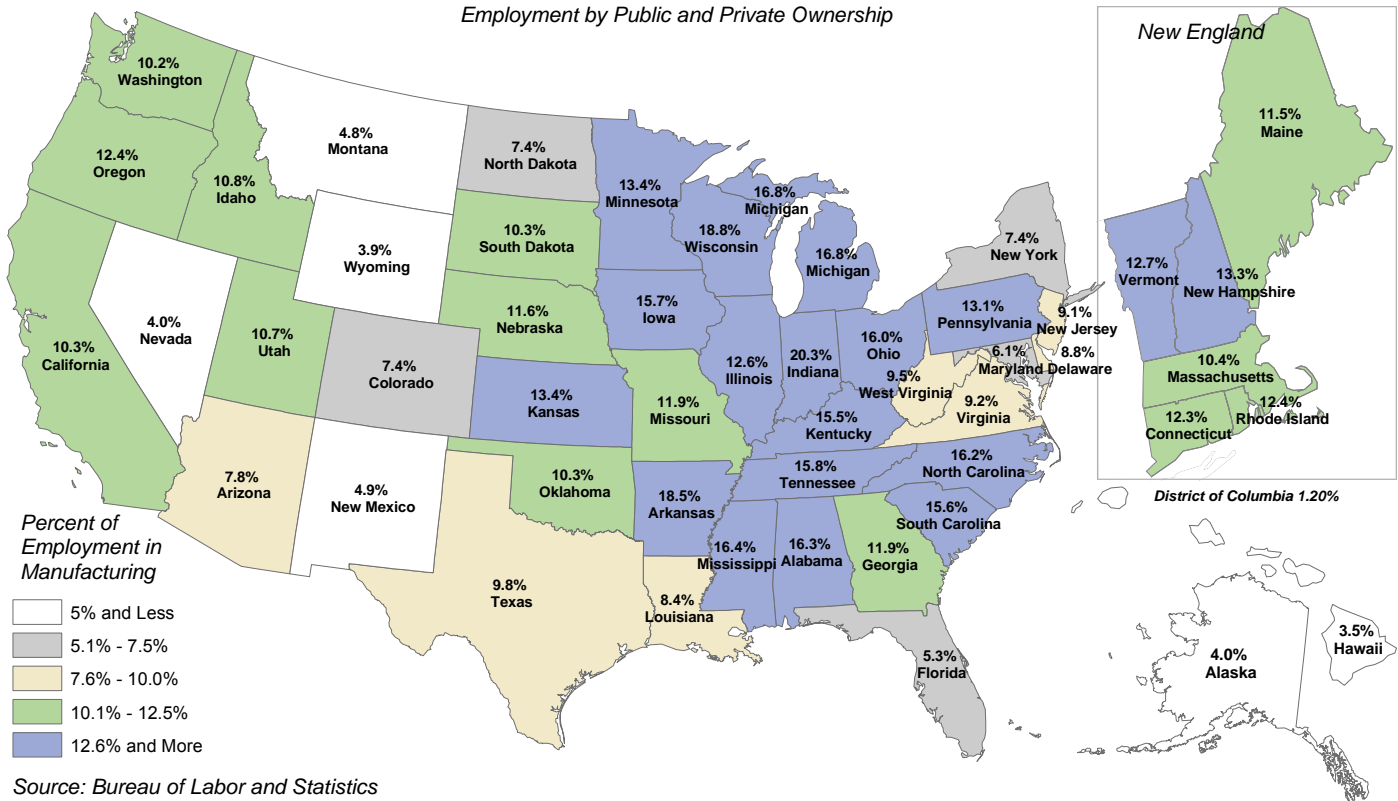 Employment by Public and Private Ownership
New England
10.2%
Washington
12.4%
Oregon
10.8%
Idaho
4.8%
Montana
7.4%
North Dakota
13.4%
Minnesota
16.8%
Michigan
11.5%
Maine
10.3%
South Dakota
18.8%
Wisconsin
16.8%
Michigan
7.4%
New York
3.9%
Wyoming
12.7%
Vermont
13.3%
New Hampshire
4.0%
Nevada
10.3%
California
10.7%
Utah
11.6%
Nebraska
15.7%
Iowa
13.1%
Pennsylvania
9.1%
New Jersey
7.4%
Colorado
13.4%
Kansas
11.9%
Missouri
12.6%
Illinois
20.3%
Indiana
16.0%
Ohio
9.5%
West Virginia
6.1%
Maryland
8.8%
Delaware
10.4%
Massachusetts
12.3%
Connecticut
12.4%
Rhode Island
9.2%
Virginia
15.5%
Kentucky
15.8%
Tennessee
16.2%
North Carolina
7.8%
Arizona
4.9%
New Mexico
10.3%
Oklahoma
18.5%
Arkansas
15.6%
South Carolina
District of Columbia 1.20%
16.4%
Mississippi
16.3%
Alabama
11.9%
Georgia
9.8%
Texas
8.4%
Louisiana
5.3%
Florida
4.0%
Alaska
3.5%
Hawaii
Percent of
Employment in
Manufacturing
5% and Less
5.1% - 7.5%
7.6% - 10.0%
10.1% - 12.5%
12.6% and More
Source: Bureau of Labor and Statistics